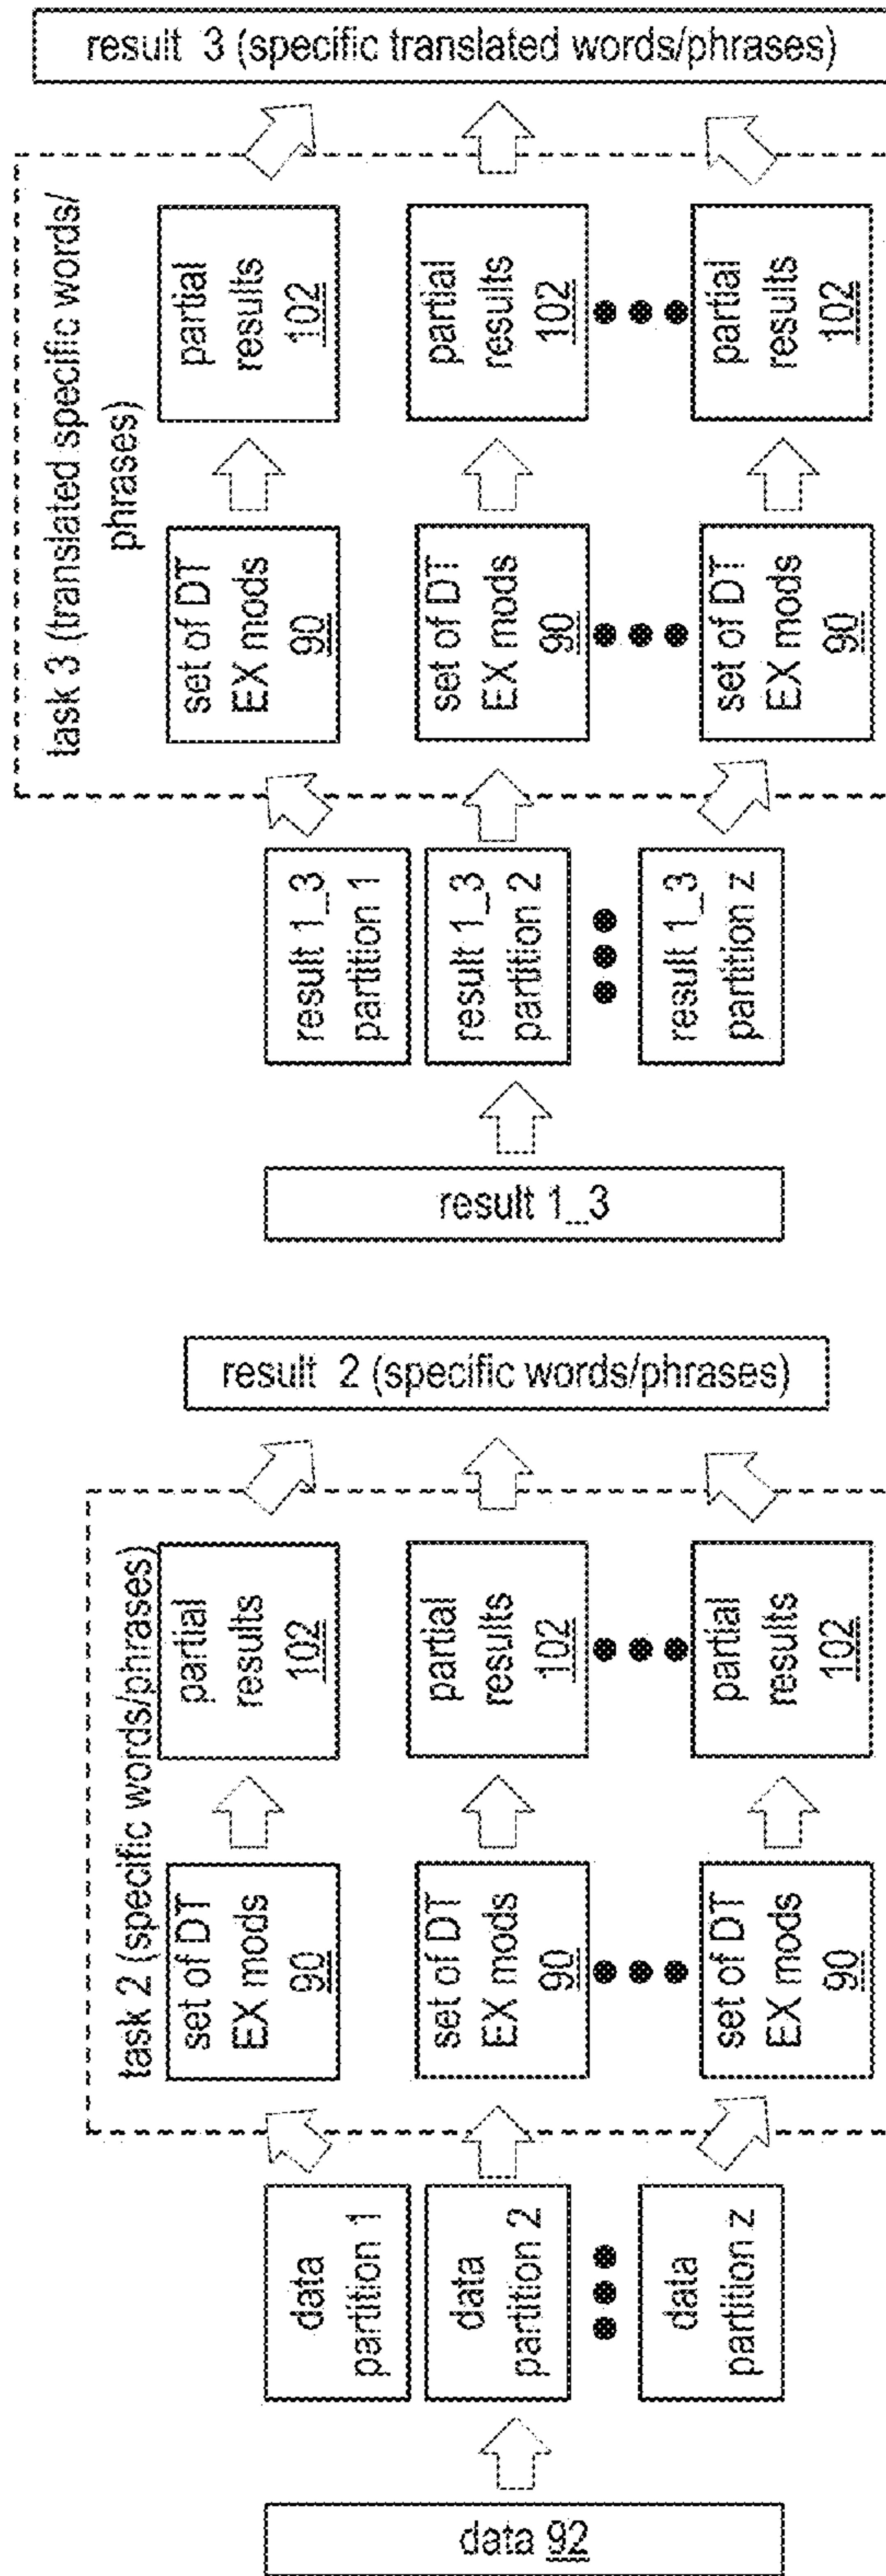 data 92
data
partition 1
data
partition 2
data
partition z
task 2 (specific words/phrases)
set of DT
EX mods
90
set of DT
EX mods
90
set of DT
EX mods
90
partial
results
102
partial
results
102
partial
results
102
result 2 (specific words/phrases)
result 1_3
result 1_3
partition 1
result 1_3
partition 2
result 1_3
partition z
task 3 (translated specific words/
phrases)
set of DT
EX mods
90
set of DT
EX mods
90
set of DT
EX mods
90
partial
results
102
partial
results
102
partial
results
102
result 3 (specific translated words/phrases)